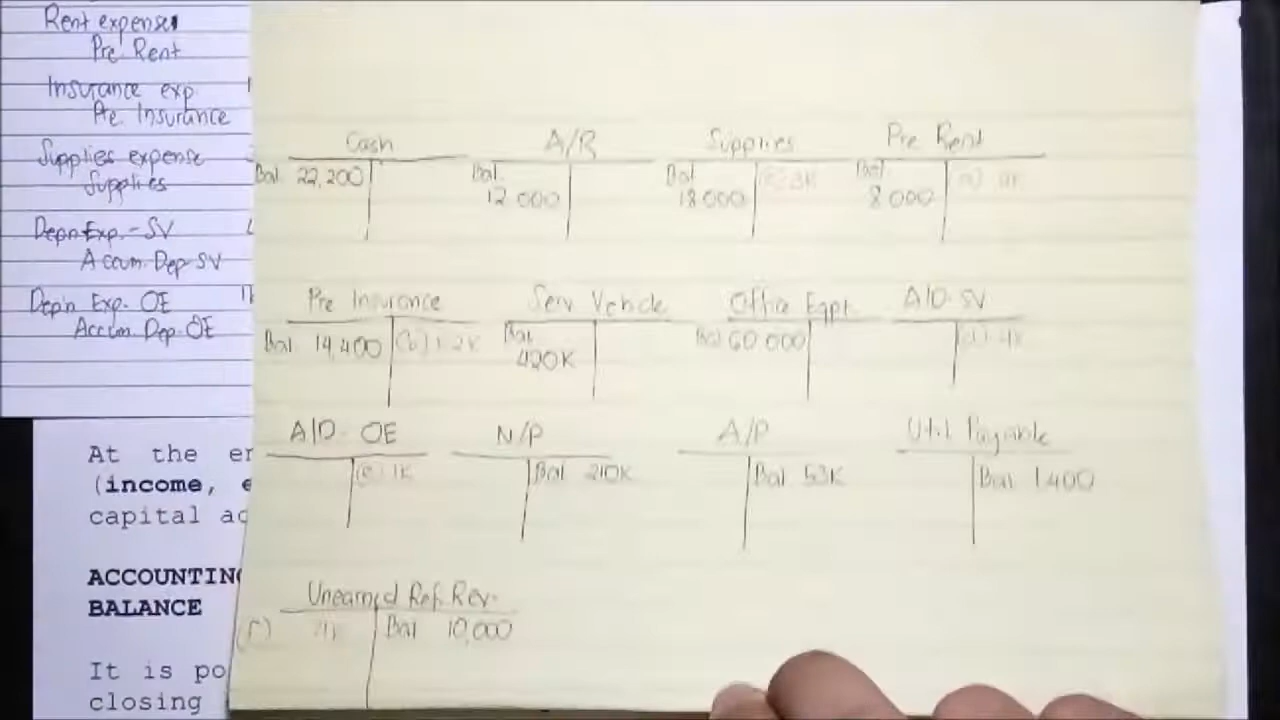 Rent expense
Pre. Rent
Insurance exp.
Pre. Insurance
Supplies expense
Supplies
Depn Exp. - SV
Accum. Dep SV
Dep'n Exp. OE
Accum. Dep. OE
At the
(income,
capital
ACCOUNTING
BALANCE
It is
closing
Cash A/R Supplies Pre Rent
Bal. 22,200 Bal. Bal Bal
12 000 18 000 8 000
Pre Insurance Serv Vehicle Office Eqpt. A/D-SV
Bal. 14,400 Bal. Bal 60 000
420K
A/D- OE N/P A/P Util Payable
(e) 1K Bal 210K Bal 53K Bal 1,400
Unearned Ref. Rev.
Bal 10,000